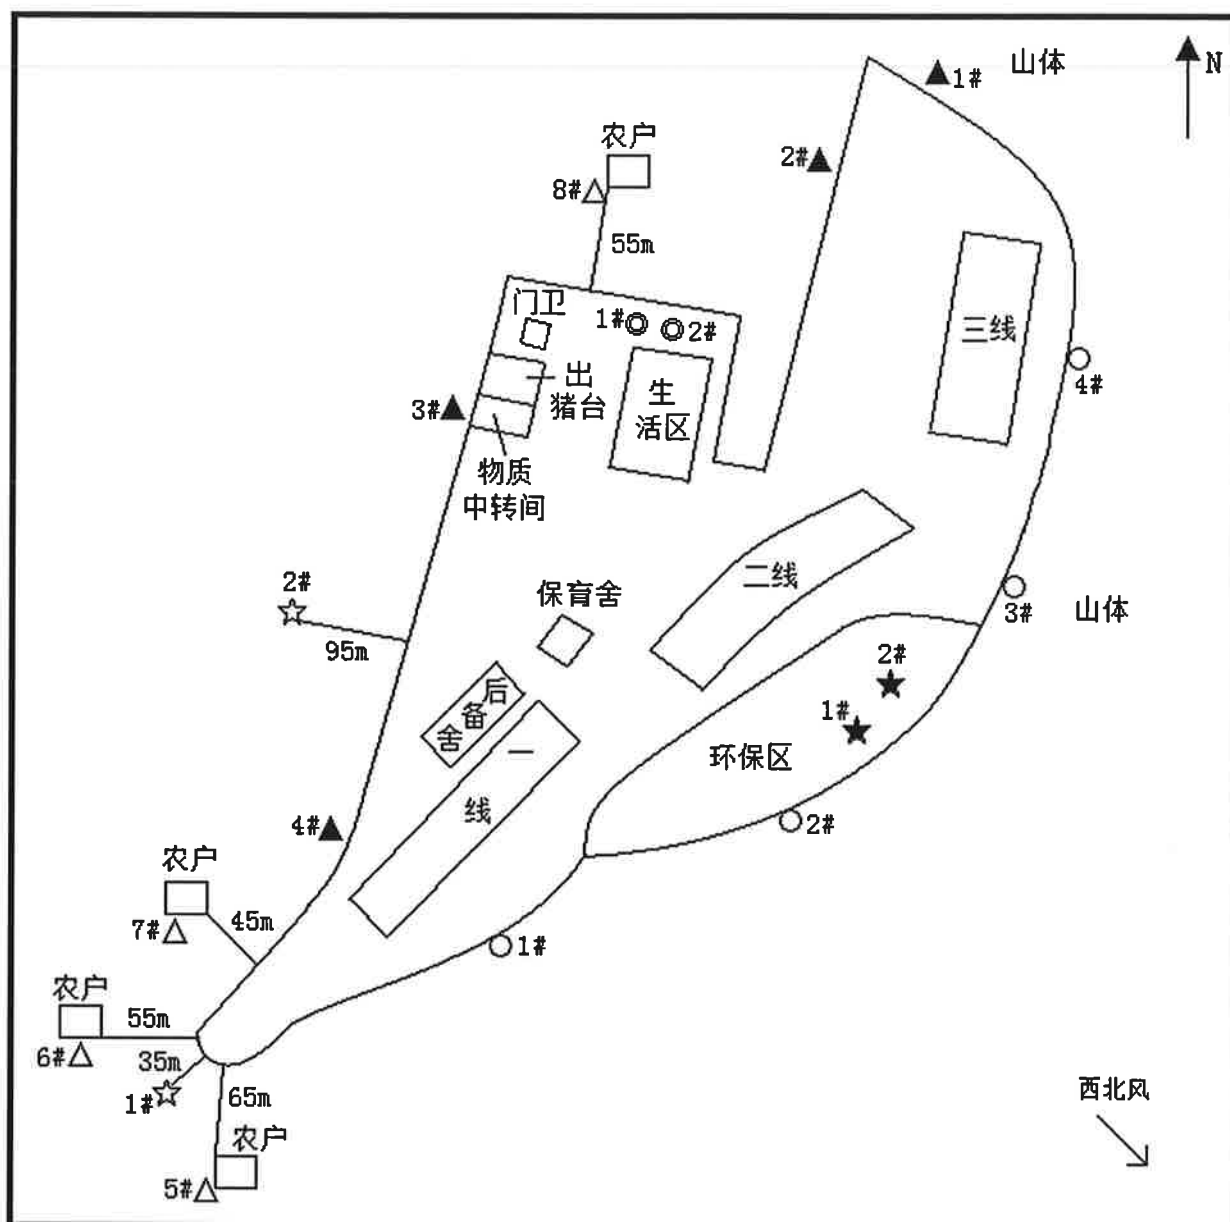 山体
1#
N
农户
2#
8#
55m
门卫
1#
2#
三线
出
猪台
生
活区
4#
3#
物质
中转间
2#
保育舍
二线
3#
山体
95m
2#
后
备
舍
1#
一
环保区
线
4#
2#
农户
7#
45m
1#
农户
55m
6#
35m
1#
65m
西北风
农户
5#